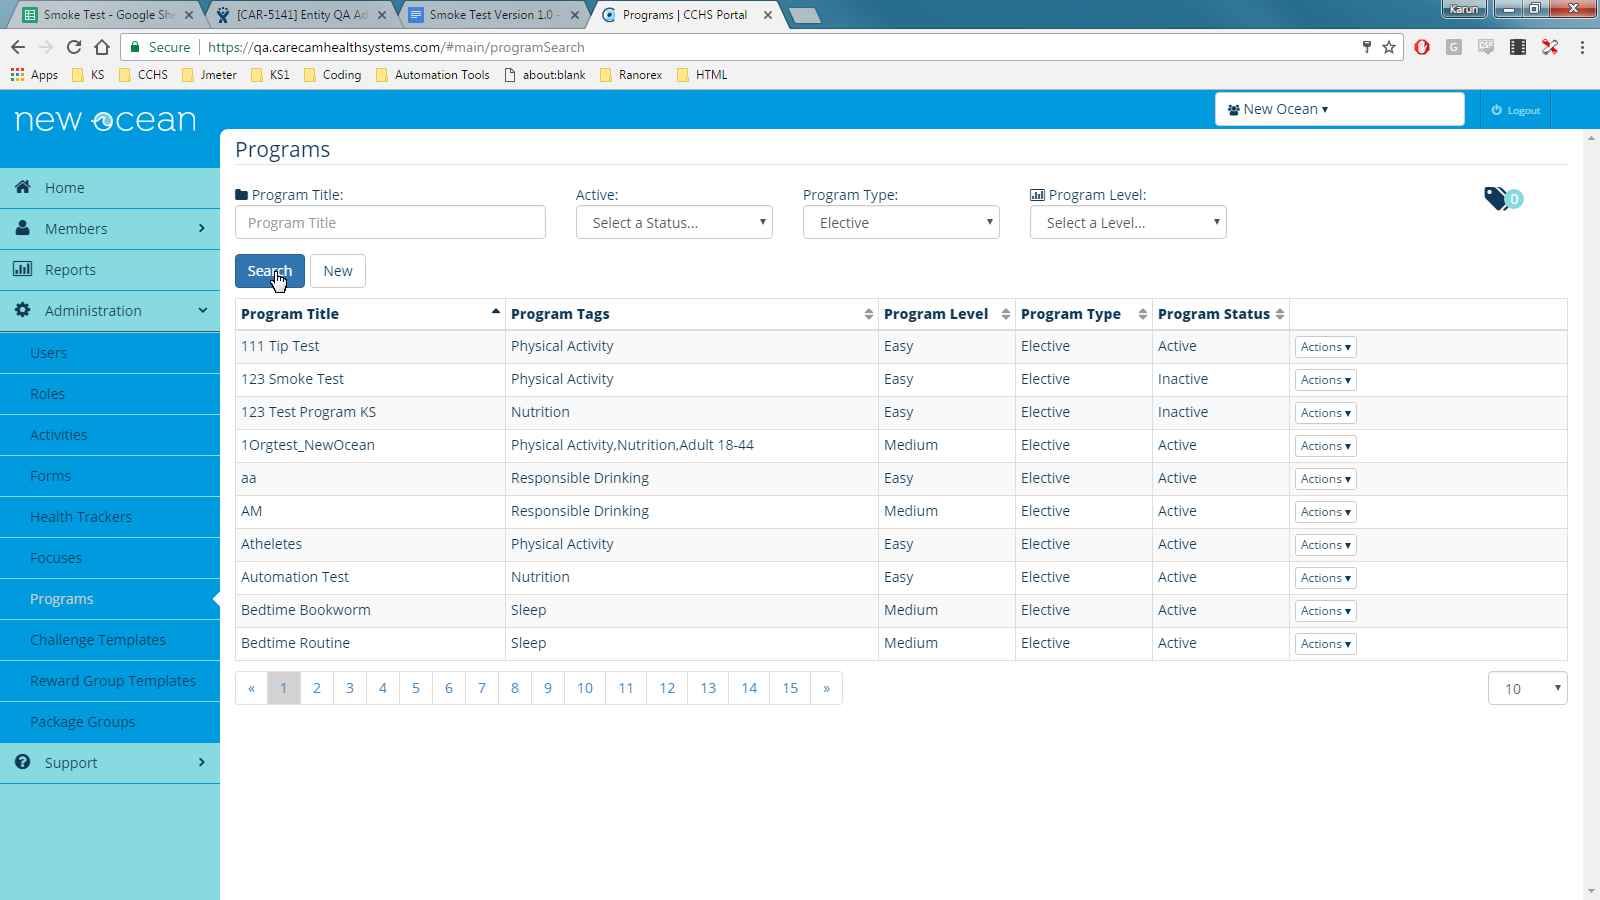 Smoke Test - Google She
[CAR-5141] Entity QA Ad
Smoke Test Version 1.0 -
Programs | CCHS Portal
Karun
Secure https://qa.carecamhealthsystems.com/#main/programSearch
Apps KS CCHS Jmeter KS1 Coding Automation Tools about:blank Ranorex HTML
new ocean
New Ocean ▾
Logout
Home
Members
Reports
Administration
Users
Roles
Activities
Forms
Health Trackers
Focuses
Programs
Challenge Templates
Reward Group Templates
Package Groups
Support
Programs
Program Title: Active: Program Type: Program Level:
Program Title Select a Status... Elective Select a Level...
0
Search New
Program Title Program Tags Program Level Program Type Program Status
111 Tip Test Physical Activity Easy Elective Active Actions ▾
123 Smoke Test Physical Activity Easy Elective Inactive Actions ▾
123 Test Program KS Nutrition Easy Elective Inactive Actions ▾
1Orgtest_NewOcean Physical Activity,Nutrition,Adult 18-44 Medium Elective Active Actions ▾
aa Responsible Drinking Easy Elective Active Actions ▾
AM Responsible Drinking Medium Elective Active Actions ▾
Atheletes Physical Activity Easy Elective Active Actions ▾
Automation Test Nutrition Easy Elective Active Actions ▾
Bedtime Bookworm Sleep Medium Elective Active Actions ▾
Bedtime Routine Sleep Medium Elective Active Actions ▾
« 1 2 3 4 5 6 7 8 9 10 11 12 13 14 15 »
10